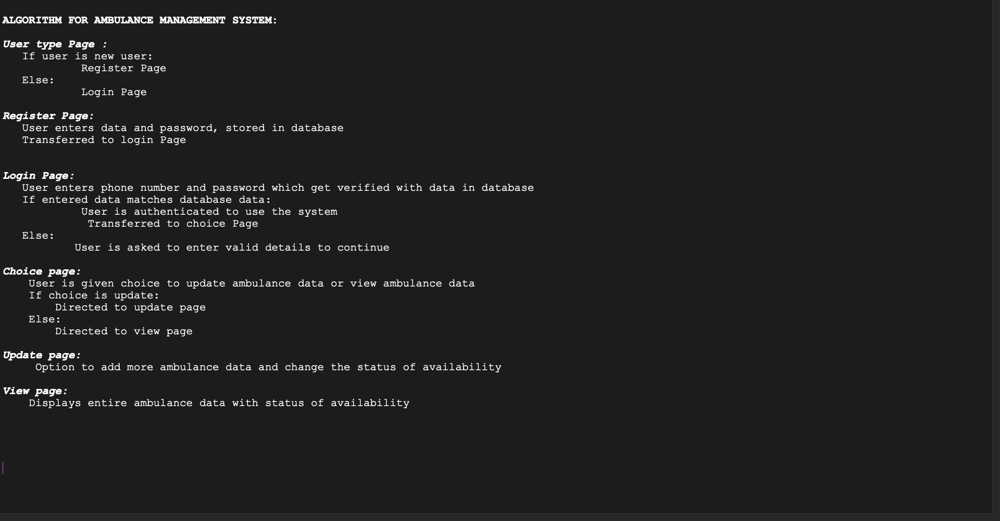 ALGORITHM FOR AMBULANCE MANAGEMENT SYSTEM:
User type Page :
If user is new user:
Register Page
Else:
Login Page
Register Page:
User enters data and password, stored in database
Transferred to login Page
Login Page:
User enters phone number and password which get verified with data in database
If entered data matches database data:
User is authenticated to use the system
Transferred to choice Page
Else:
User is asked to enter valid details to continue
Choice page:
User is given choice to update ambulance data or view ambulance data
If choice is update:
Directed to update page
Else:
Directed to view page
Update page:
Option to add more ambulance data and change the status of availability
View page:
Displays entire ambulance data with status of availability